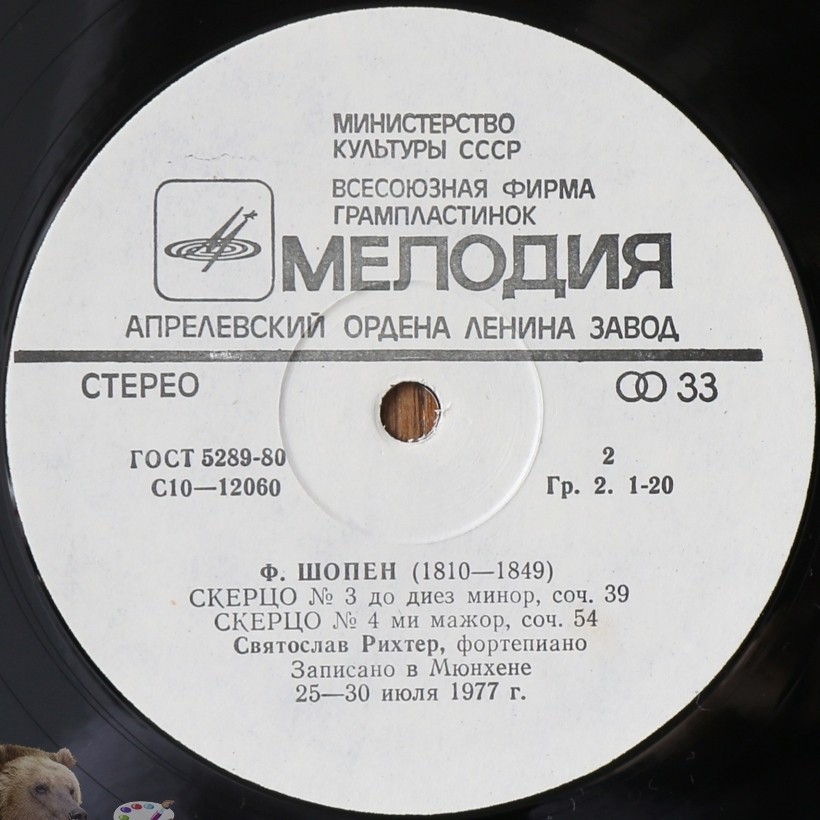 МИНИСТЕРСТВО
КУЛЬТУРЫ СССР
ВСЕСОЮЗНАЯ ФИРМА
ГРАМПЛАСТИНОК
МЕЛОДИЯ
АПРЕЛЕВСКИЙ ОРДЕНА ЛЕНИНА ЗАВОД
СТЕРЕО 33
ГОСТ 5289-80 2
С10—12060 Гр. 2. 1-20
Ф. ШОПЕН (1810—1849)
СКЕРЦО № 3 до диез минор, соч. 39
СКЕРЦО № 4 ми мажор, соч. 54
Святослав Рихтер, фортепиано
Записано в Мюнхене
25—30 июля 1977 г.